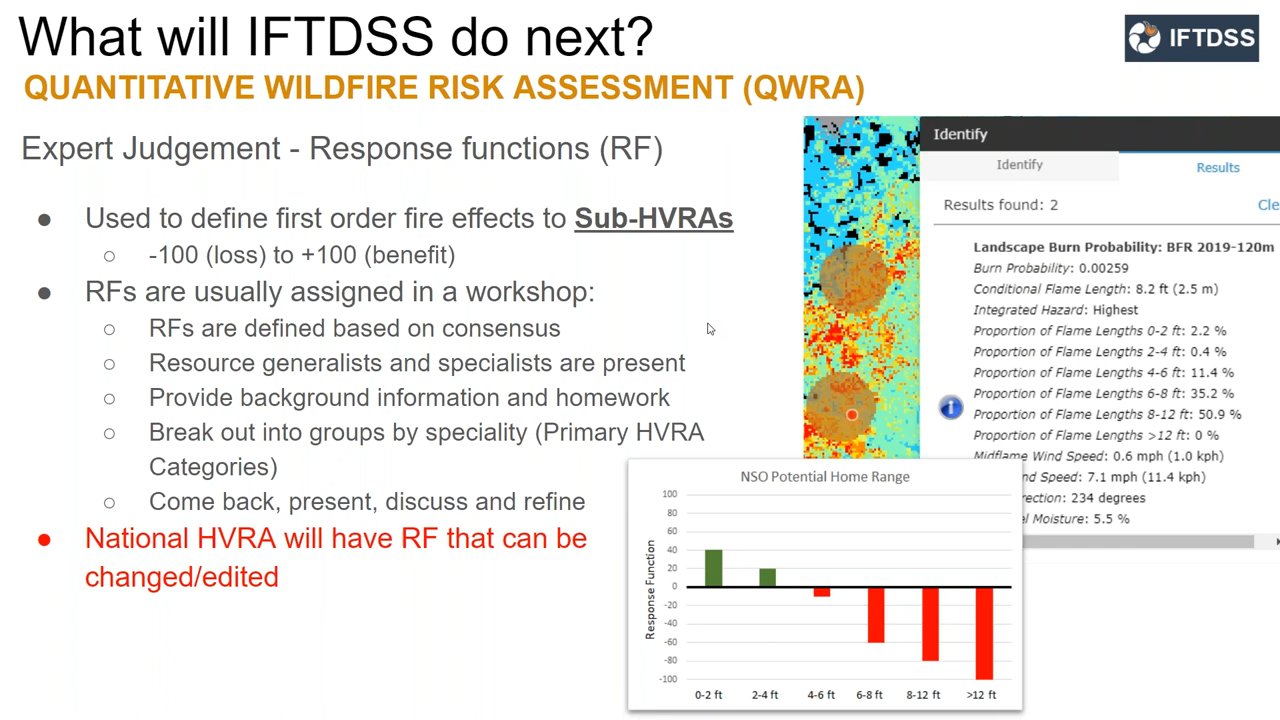 What will IFTDSS do next?
IFTDSS
QUANTITATIVE WILDFIRE RISK ASSESSMENT (QWRA)
Expert Judgement - Response functions (RF)
● Used to define first order fire effects to Sub-HVRAs
○ -100 (loss) to +100 (benefit)
● RFs are usually assigned in a workshop:
○ RFs are defined based on consensus
○ Resource generalists and specialists are present
○ Provide background information and homework
○ Break out into groups by speciality (Primary HVRA
Categories)
○ Come back, present, discuss and refine
● National HVRA will have RF that can be
changed/edited
Identify
Identify
Results
Results found: 2
Cle
Landscape Burn Probability: BFR 2019-120m
Burn Probability: 0.00259
Conditional Flame Length: 8.2 ft (2.5 m)
Integrated Hazard: Highest
Proportion of Flame Lengths 0-2 ft: 2.2 %
Proportion of Flame Lengths 2-4 ft: 0.4 %
Proportion of Flame Lengths 4-6 ft: 11.4 %
Proportion of Flame Lengths 6-8 ft: 35.2 %
Proportion of Flame Lengths 8-12 ft: 50.9 %
Proportion of Flame Lengths >12 ft: 0 %
Midflame Wind Speed: 0.6 mph (1.0 kph)
nd Speed: 7.1 mph (11.4 kph)
rection: 234 degrees
el Moisture: 5.5 %
NSO Potential Home Range
Response Function
100
80
60
40
20
0
-20
-40
-60
-80
-100
0-2 ft
2-4 ft
4-6 ft
6-8 ft
8-12 ft
>12 ft